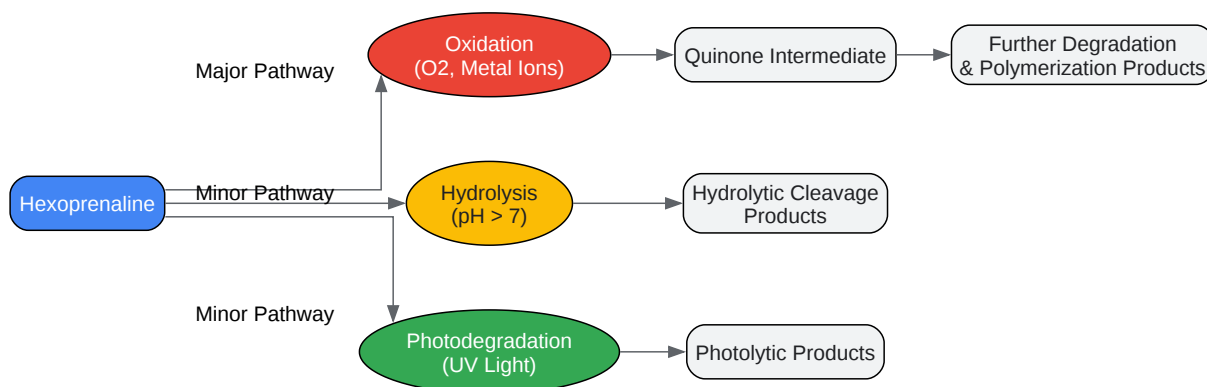 Oxidation
(O2, Metal Ions)
Quinone Intermediate
Further Degradation
& Polymerization Products
Major Pathway
Hexoprenaline
Minor Pathway
Hydrolysis
(pH > 7)
Hydrolytic Cleavage
Products
Minor Pathway
Photodegradation
(UV Light)
Photolytic Products